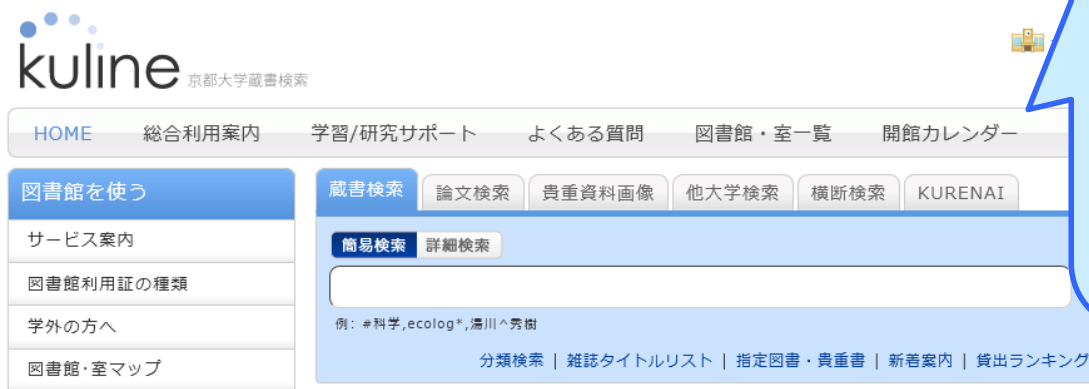 kuline 京都大学蔵書検索
HOME 総合利用案内 学習/研究サポート よくある質問 図書館・室一覧 開館カレンダー
図書館を使う
サービス案内
図書館利用証の種類
学外の方へ
図書館・室マップ
蔵書検索 論文検索 貴重資料画像 他大学検索 横断検索 KURENAI
簡易検索 詳細検索
例: #科学,ecolog*,湯川^秀樹
分類検索 | 雑誌タイトルリスト | 指定図書・貴重書 | 新着案内 | 貸出ランキング